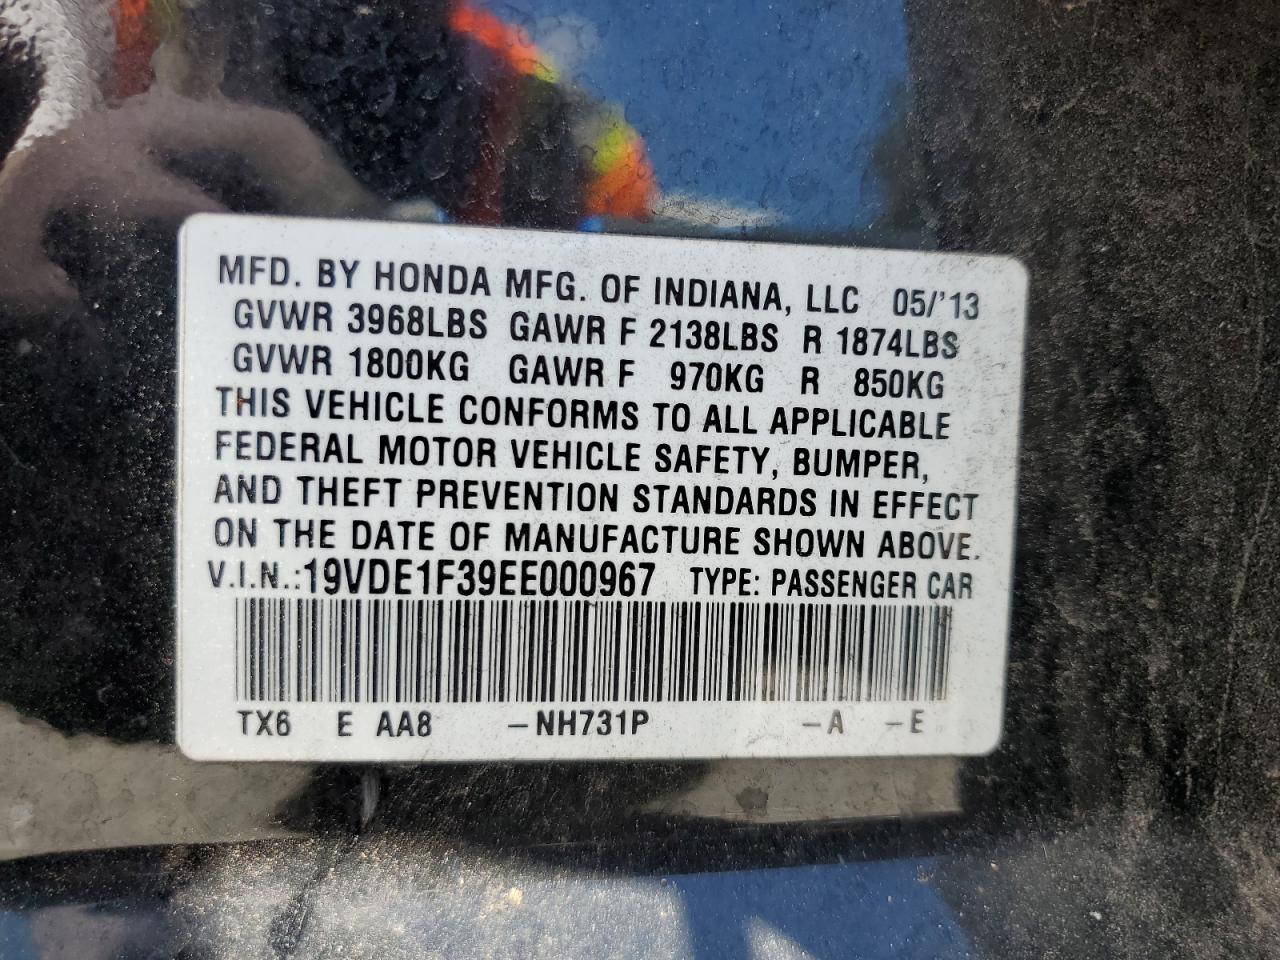 MFD. BY HONDA MFG. OF INDIANA, LLC 05/'13
GVWR 3968LBS GAWR F 2138LBS R 1874LBS
GVWR 1800KG GAWR F 970KG R 850KG
THIS VEHICLE CONFORMS TO ALL APPLICABLE
FEDERAL MOTOR VEHICLE SAFETY, BUMPER,
AND THEFT PREVENTION STANDARDS IN EFFECT
ON THE DATE OF MANUFACTURE SHOWN ABOVE.
V.I.N.:19VDE1F39EE000967 TYPE: PASSENGER CAR
TX6 E AA8 -NH731P -A -E